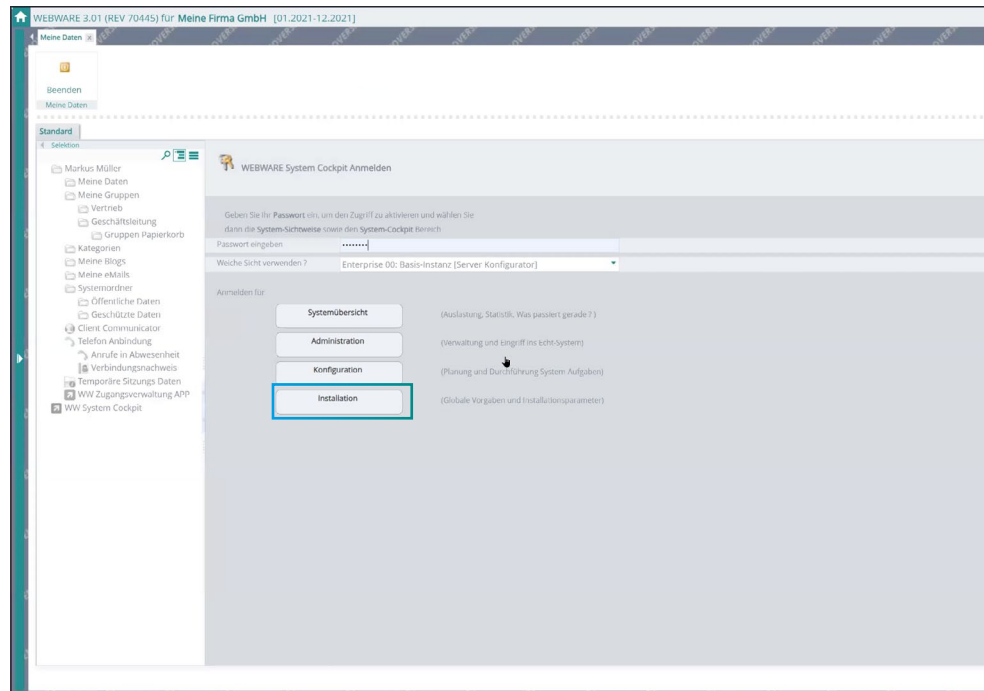 WEBWARE 3.01 (REV 70445) für Meine Firma GmbH [01.2021-12.2021]
Meine Daten
Beenden
Meine Daten
Standard
Selektion
Markus Müller
Meine Daten
Meine Gruppen
Vertrieb
Geschäftsleitung
Gruppen Papierkorb
Kategorien
Meine Blogs
Meine eMails
Systemordner
Öffentliche Daten
Geschützte Daten
Client Communicator
Telefon Anbindung
Anrufe in Abwesenheit
Verbindungsnachweis
Temporäre Sitzungs Daten
WW Zugangsverwaltung APP
WW System Cockpit
WEBWARE System Cockpit Anmelden
Geben Sie Ihr Passwort ein, um den Zugriff zu aktivieren und wählen Sie
dann die System-Sichtweise sowie den System-Cockpit Bereich
Passwort eingeben ········
Welche Sicht verwenden ? Enterprise 00: Basis-Instanz [Server Konfigurator]
Anmelden für
Systemübersicht (Auslastung, Statistik, Was passiert gerade ? )
Administration (Verwaltung und Eingriff ins Echt-System)
Konfiguration (Planung und Durchführung System Aufgaben)
Installation (Globale Vorgaben und Installationsparameter)